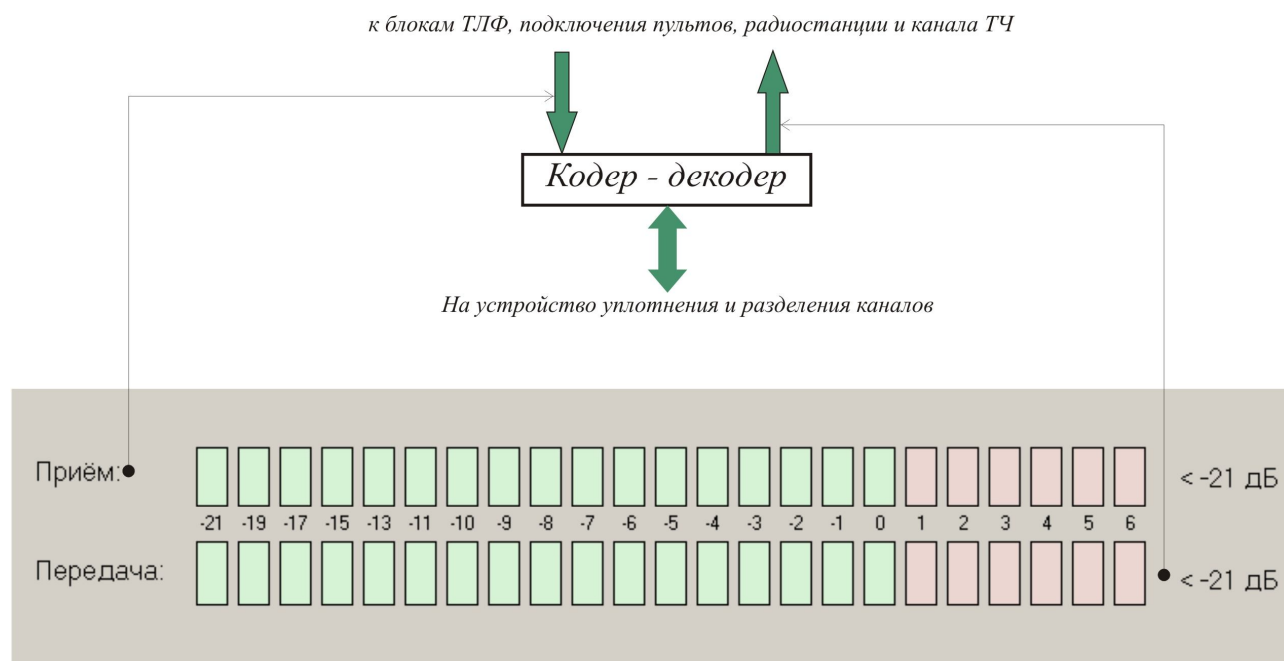 к блокам ТЛФ, подключения пультов, радиостанции и канала ТЧ
Кодер - декодер
На устройство уплотнения и разделения каналов
Приём: < -21 дБ
-21 -19 -17 -15 -13 -11 -10 -9 -8 -7 -6 -5 -4 -3 -2 -1 0 1 2 3 4 5 6
Передача: < -21 дБ